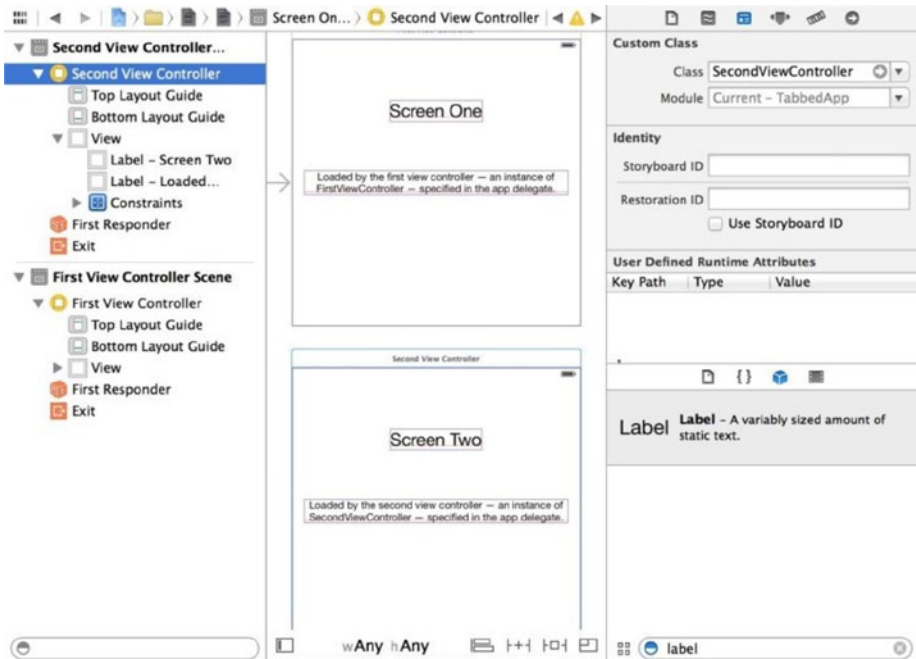 Screen On...
Second View Controller
Second View Controller...
Second View Controller
Top Layout Guide
Bottom Layout Guide
View
Label – Screen Two
Label – Loaded...
Constraints
First Responder
Exit
First View Controller Scene
First View Controller
Top Layout Guide
Bottom Layout Guide
View
First Responder
Exit
Screen One
Loaded by the first view controller — an instance of
FirstViewController — specified in the app delegate.
Second View Controller
Screen Two
Loaded by the second view controller — an instance of
SecondViewController — specified in the app delegate.
wAny hAny
Custom Class
Class SecondViewController
Module Current – TabbedApp
Identity
Storyboard ID
Restoration ID
Use Storyboard ID
User Defined Runtime Attributes
Key Path Type Value
{ }
Label Label – A variably sized amount of
static text.
label